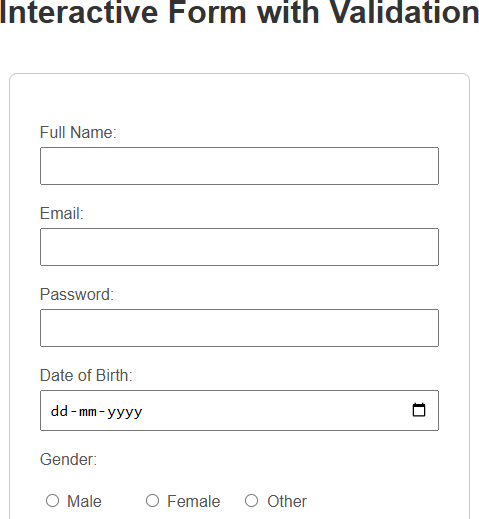 Interactive Form with Validation
Full Name:
Email:
Password:
Date of Birth:
dd-mm-yyyy
Gender:
Male Female Other